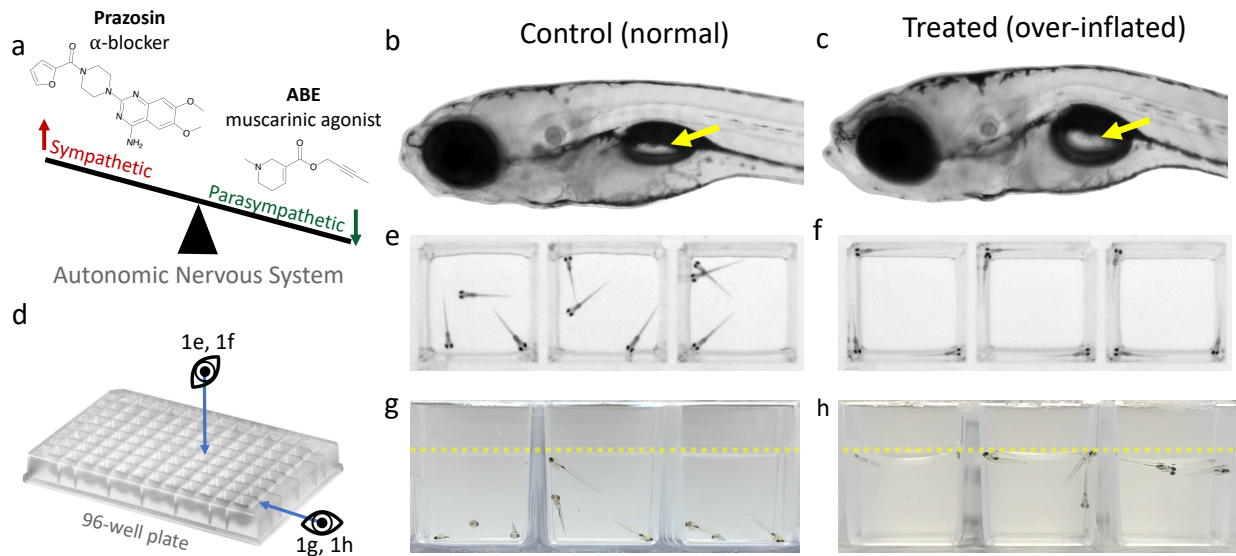 a
Prazosin
α-blocker
O
O
N
N
N
N
NH₂
O
O
ABE
muscarinic agonist
O
O
N
Sympathetic
Parasympathetic
Autonomic Nervous System
b
Control (normal)
c
Treated (over-inflated)
d
1e, 1f
96-well plate
1g, 1h
e
f
g
h